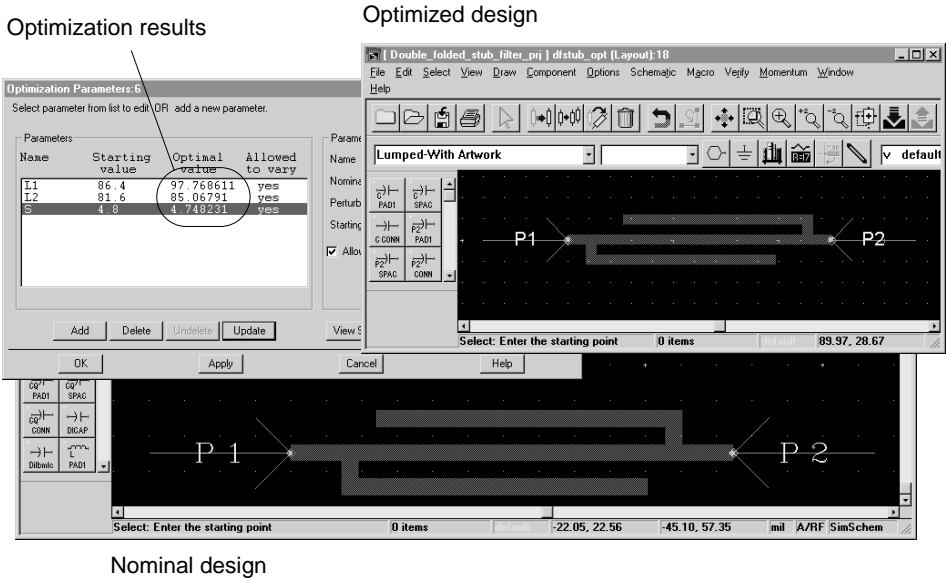 Optimized design
Optimization results
[ Double_folded_stub_filter_prj ] dfstub_opt (Layout):18
File Edit Select View Draw Component Options Schematic Macro Verify Momentum Window
Help
Lumped-With Artwork
default
PAD1 SPAC
C CONN PAD1
SPAC CONN
P1
P2
Select: Enter the starting point 0 items default 89.97, 28.67
Optimization Parameters:6
Select parameter from list to edit, OR add a new parameter.
Parameters
Name Starting value Optimal value Allowed to vary
L1 86.4 97.768611 yes
L2 81.6 85.06791 yes
S 4.8 4.748231 yes
Parame
Name
Nomina
Perturb
Starting
Allov
Add Delete Undelete Update View S
OK Apply Cancel Help
PAD1 SPAC
CONN DICAP
Dilbmlc PAD1
P 1
P 2
Select: Enter the starting point 0 items default -22.05, 22.56 -45.10, 57.35 mil A/RF SimSchem
Nominal design